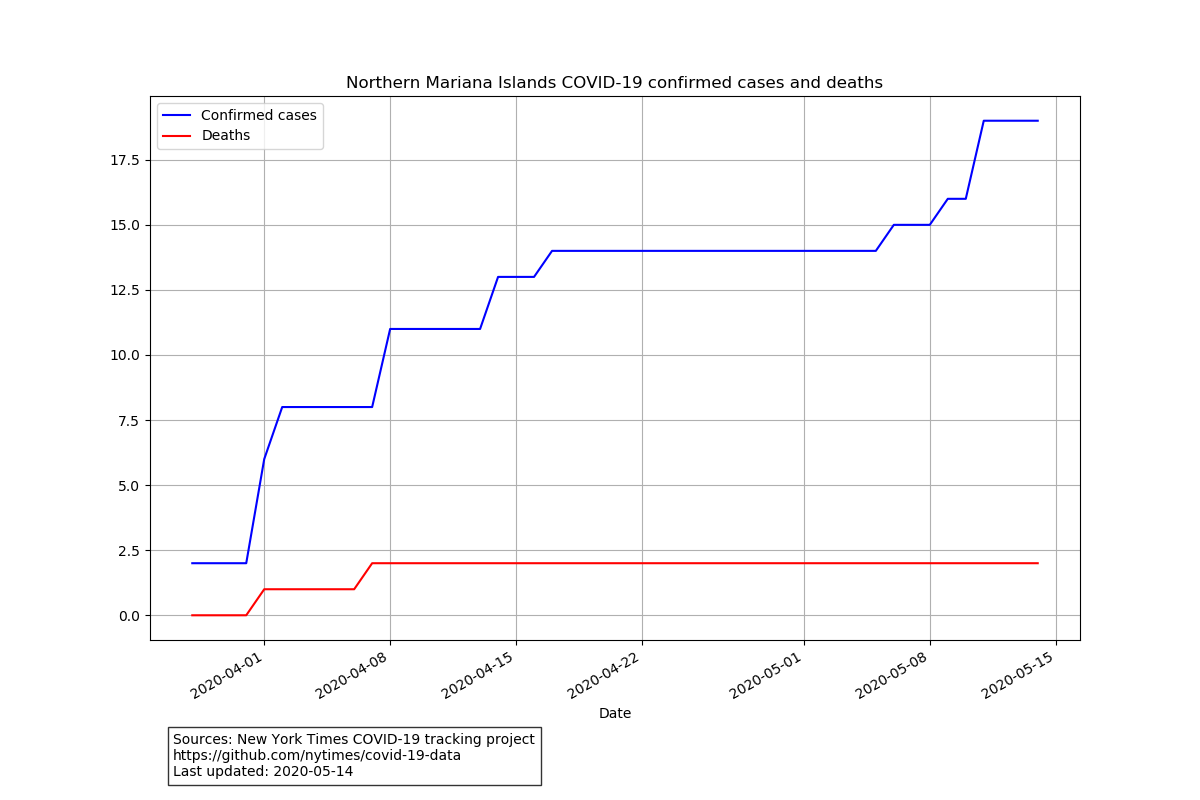 Northern Mariana Islands COVID-19 confirmed cases and deaths
Confirmed cases
Deaths
17.5
15.0
12.5
10.0
7.5
5.0
2.5
0.0
2020-04-01
2020-04-08
2020-04-15
2020-04-22
2020-05-01
2020-05-08
2020-05-15
Date
Sources: New York Times COVID-19 tracking project
https://github.com/nytimes/covid-19-data
Last updated: 2020-05-14